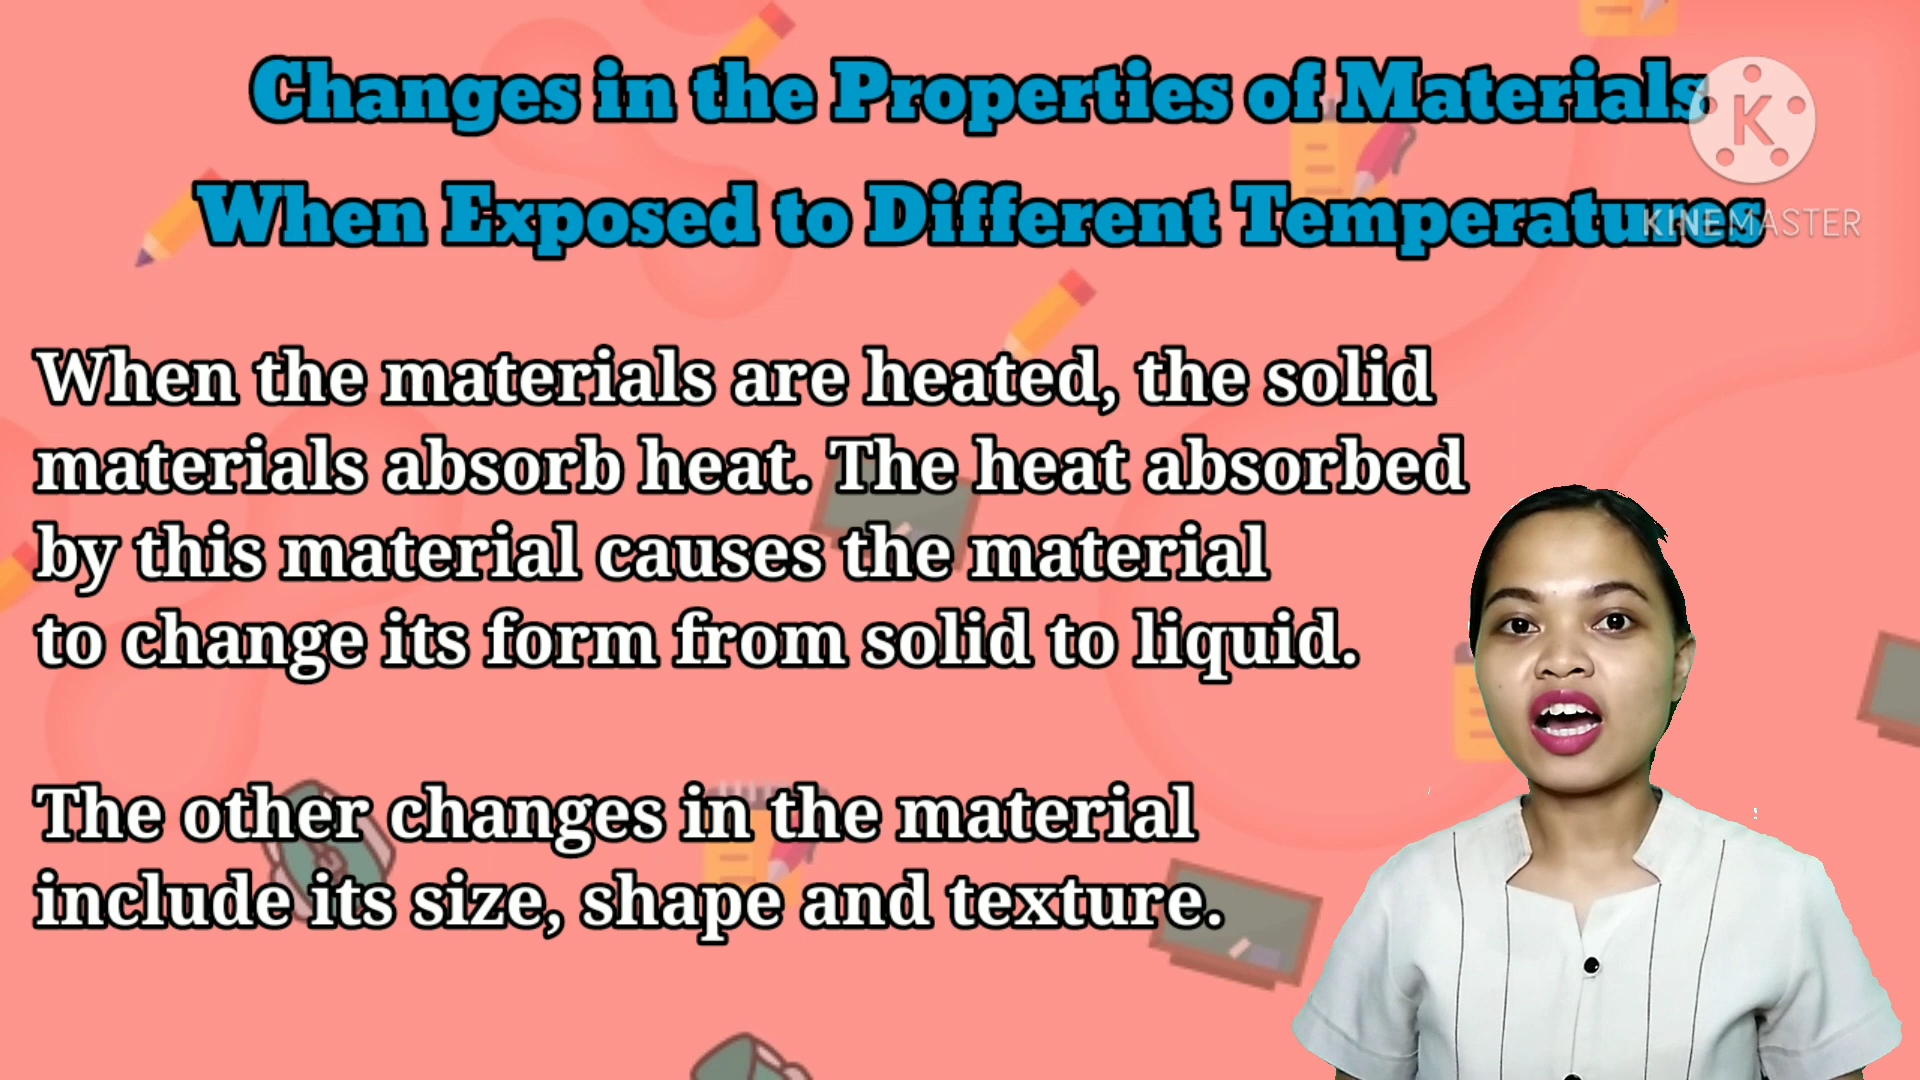 Changes in the Properties of Materials
When Exposed to Different Temperatures
K
KINEMASTER
When the materials are heated, the solid
materials absorb heat. The heat absorbed
by this material causes the material
to change its form from solid to liquid.
The other changes in the material
include its size, shape and texture.